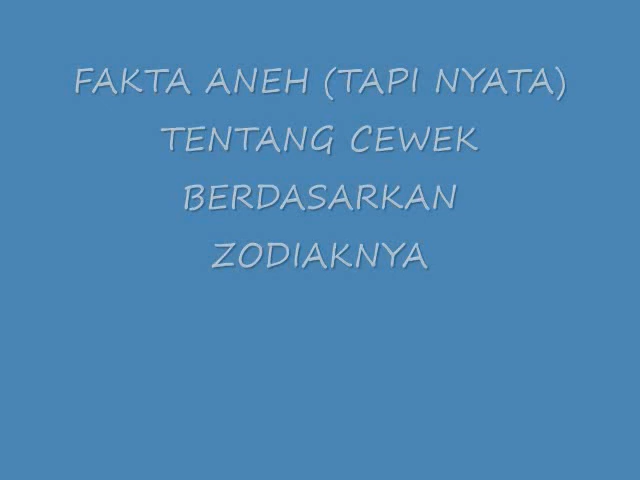 FAKTA ANEH (TAPI NYATA)
TENTANG CEWEK
BERDASARKAN
ZODIAKNYA